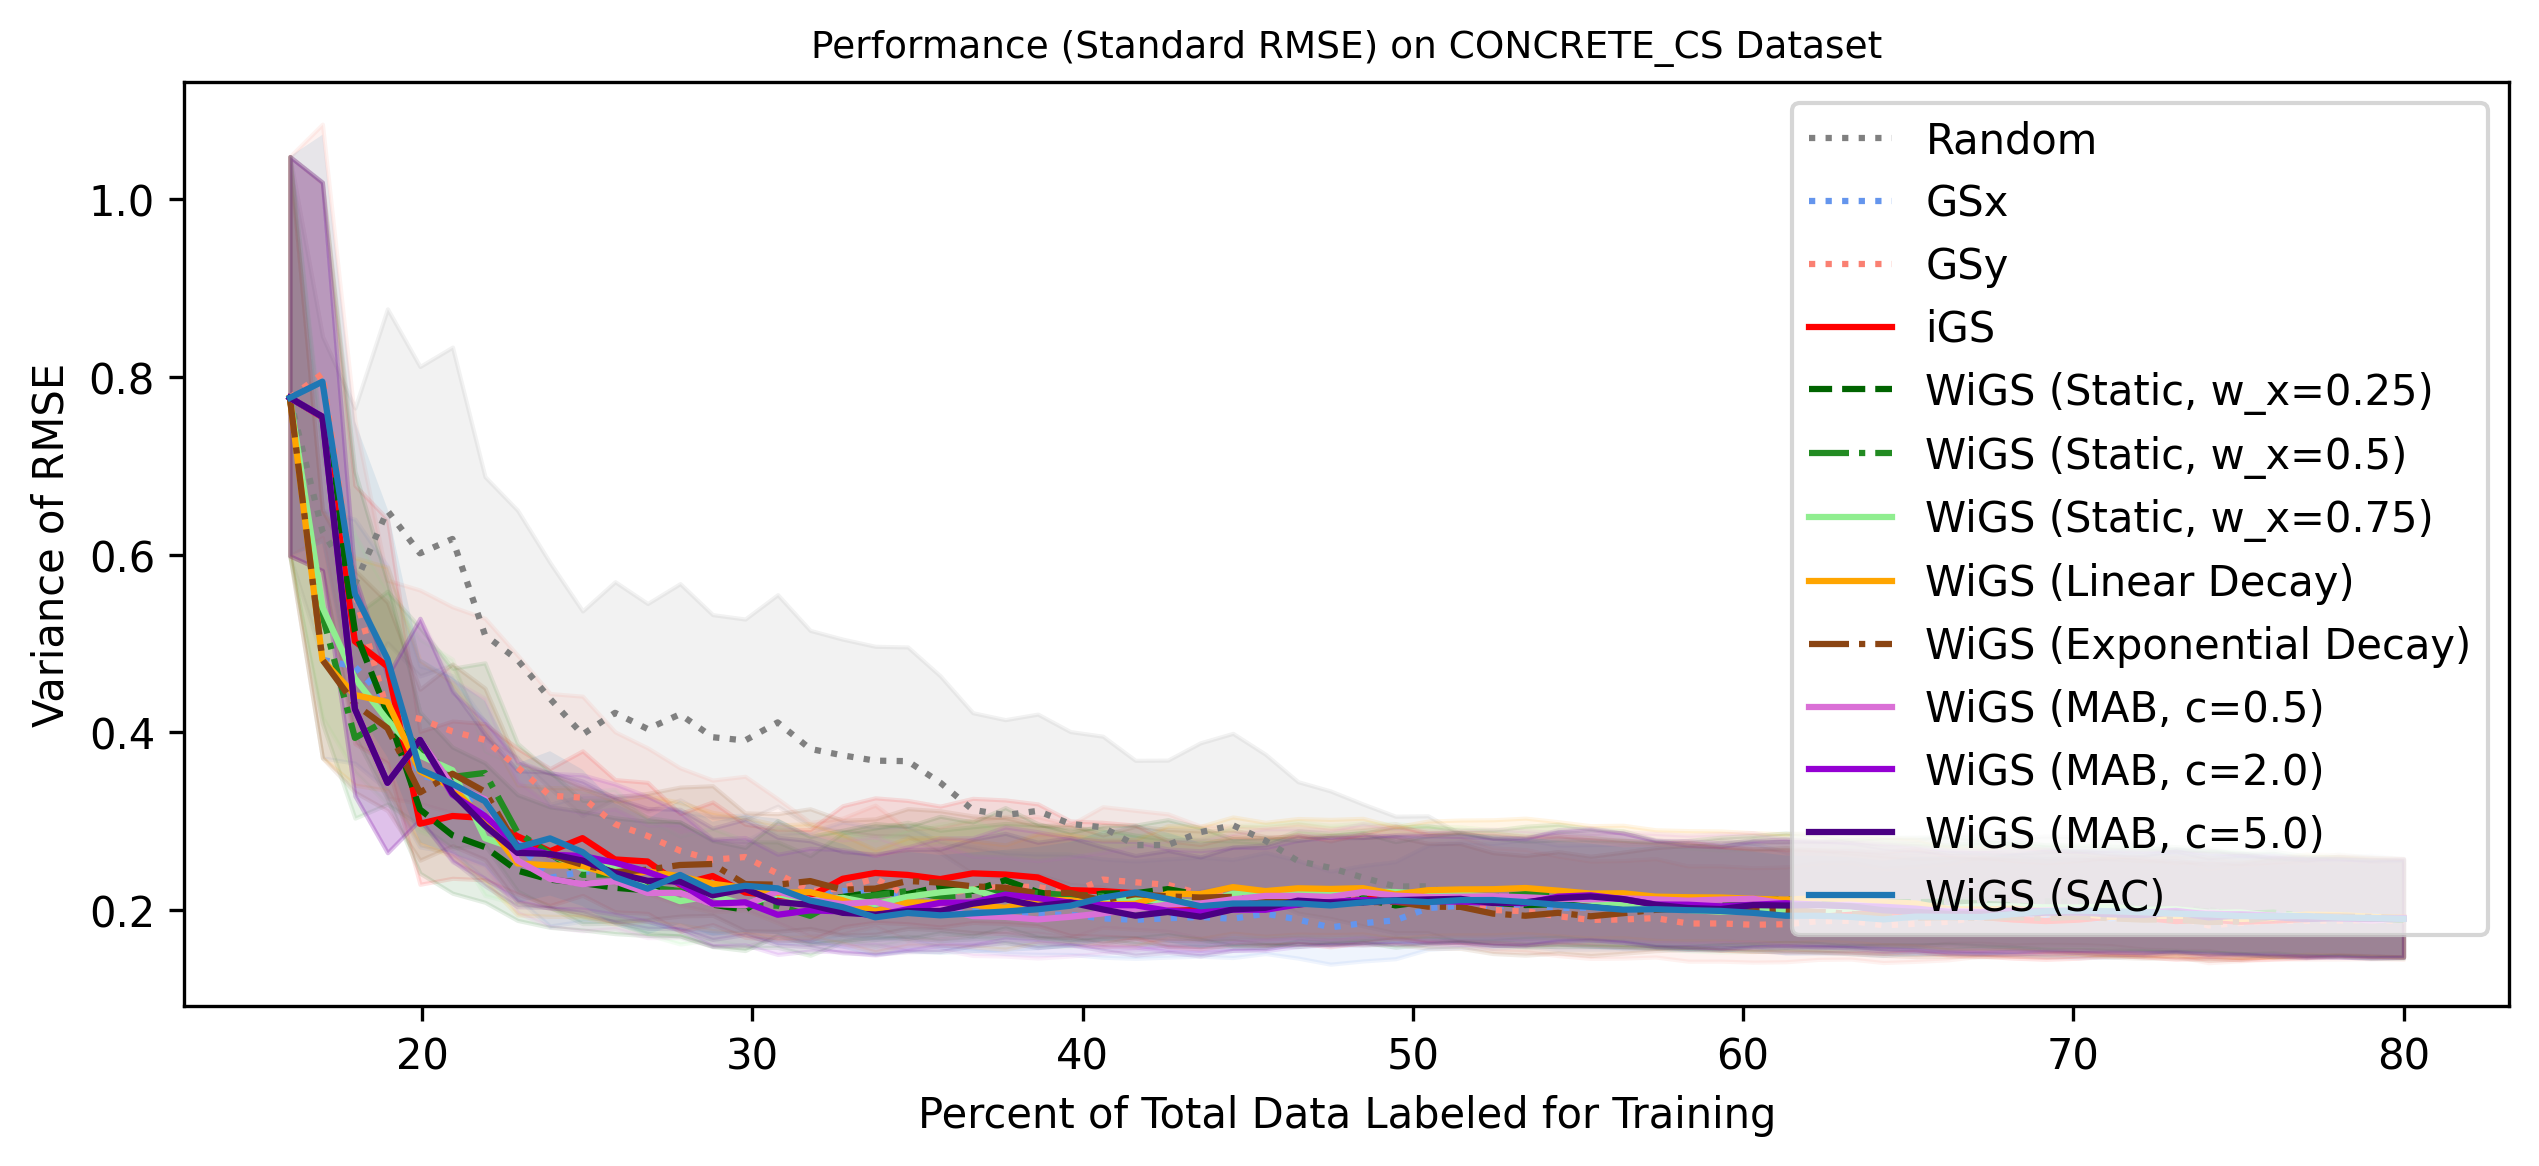 Performance (Standard RMSE) on CONCRETE_CS Dataset
Variance of RMSE
1.0
0.8
0.6
0.4
0.2
Random
GSx
GSy
iGS
WiGS (Static, w_x=0.25)
WiGS (Static, w_x=0.5)
WiGS (Static, w_x=0.75)
WiGS (Linear Decay)
WiGS (Exponential Decay)
WiGS (MAB, c=0.5)
WiGS (MAB, c=2.0)
WiGS (MAB, c=5.0)
WiGS (SAC)
20 30 40 50 60 70 80
Percent of Total Data Labeled for Training